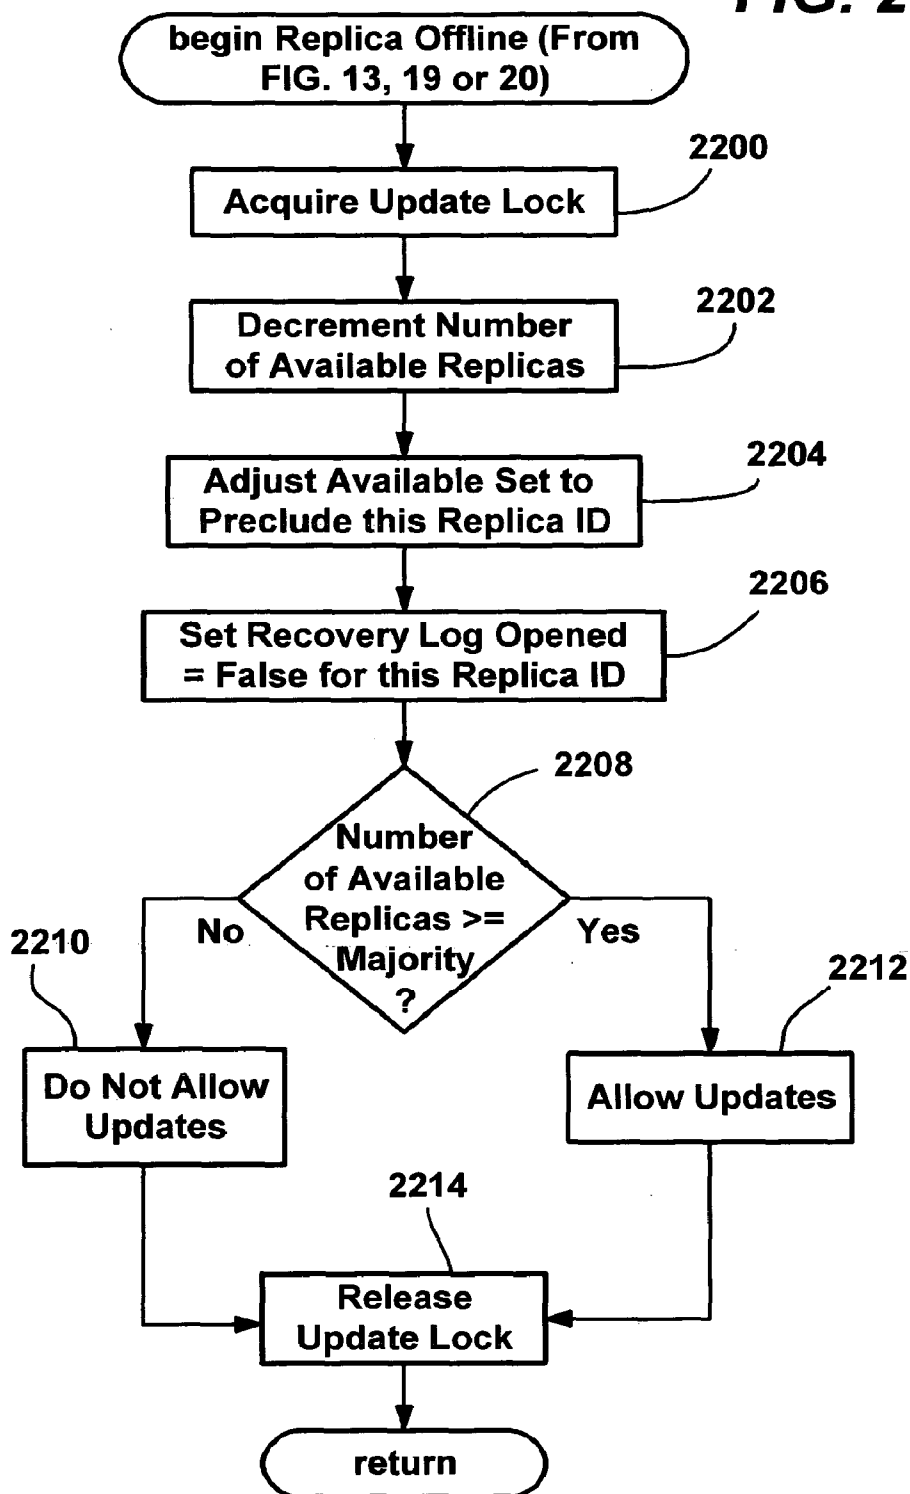 FIG. 2
begin Replica Offline (From
FIG. 13, 19 or 20)
2200
Acquire Update Lock
2202
Decrement Number
of Available Replicas
2204
Adjust Available Set to
Preclude this Replica ID
2206
Set Recovery Log Opened
= False for this Replica ID
2208
Number
of Available
Replicas >=
Majority
?
No
Yes
2210
2212
Do Not Allow
Updates
Allow Updates
2214
Release
Update Lock
return